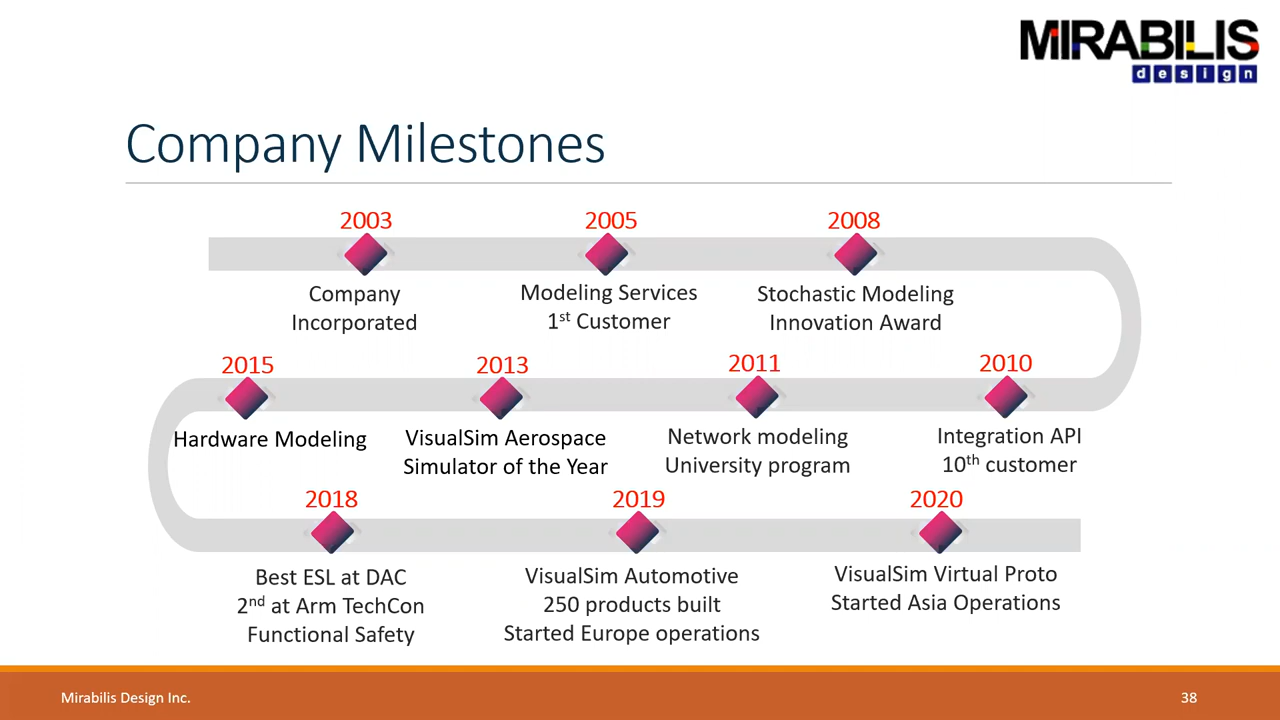 MIRABILIS
design
Company Milestones
2003
2005
2008
Company
Incorporated
Modeling Services
1st Customer
Stochastic Modeling
Innovation Award
2015
2013
2011
2010
Hardware Modeling
VisualSim Aerospace
Simulator of the Year
Network modeling
University program
Integration API
10th customer
2018
2019
2020
Best ESL at DAC
2nd at Arm TechCon
Functional Safety
VisualSim Automotive
250 products built
Started Europe operations
VisualSim Virtual Proto
Started Asia Operations
Mirabilis Design Inc.
38